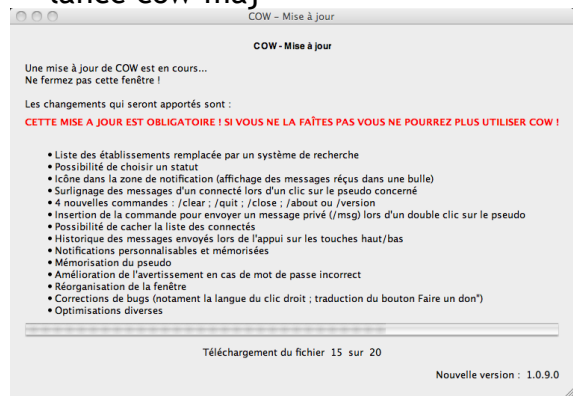 lance cow maj
COW - Mise à jour
COW - Mise à jour
Une mise à jour de COW est en cours...
Ne fermez pas cette fenêtre !
Les changements qui seront apportés sont :
CETTE MISE A JOUR EST OBLIGATOIRE ! SI VOUS NE LA FAÎTES PAS VOUS NE POURREZ PLUS UTILISER COW !
• Liste des établissements remplacée par un système de recherche
• Possibilité de choisir un statut
• Icône dans la zone de notification (affichage des messages réçus dans une bulle)
• Surlignage des messages d'un connecté lors d'un clic sur le pseudo concerné
• 4 nouvelles commandes : /clear ; /quit ; /close ; /about ou /version
• Insertion de la commande pour envoyer un message privé (/msg) lors d'un double clic sur le pseudo
• Possibilité de cacher la liste des connectés
• Historique des messages envoyés lors de l'appui sur les touches haut/bas
• Notifications personnalisables et mémorisées
• Mémorisation du pseudo
• Amélioration de l'avertissement en cas de mot de passe incorrect
• Réorganisation de la fenêtre
• Corrections de bugs (notament la langue du clic droit ; traduction du bouton Faire un don")
• Optimisations diverses
Téléchargement du fichier 15 sur 20
Nouvelle version : 1.0.9.0